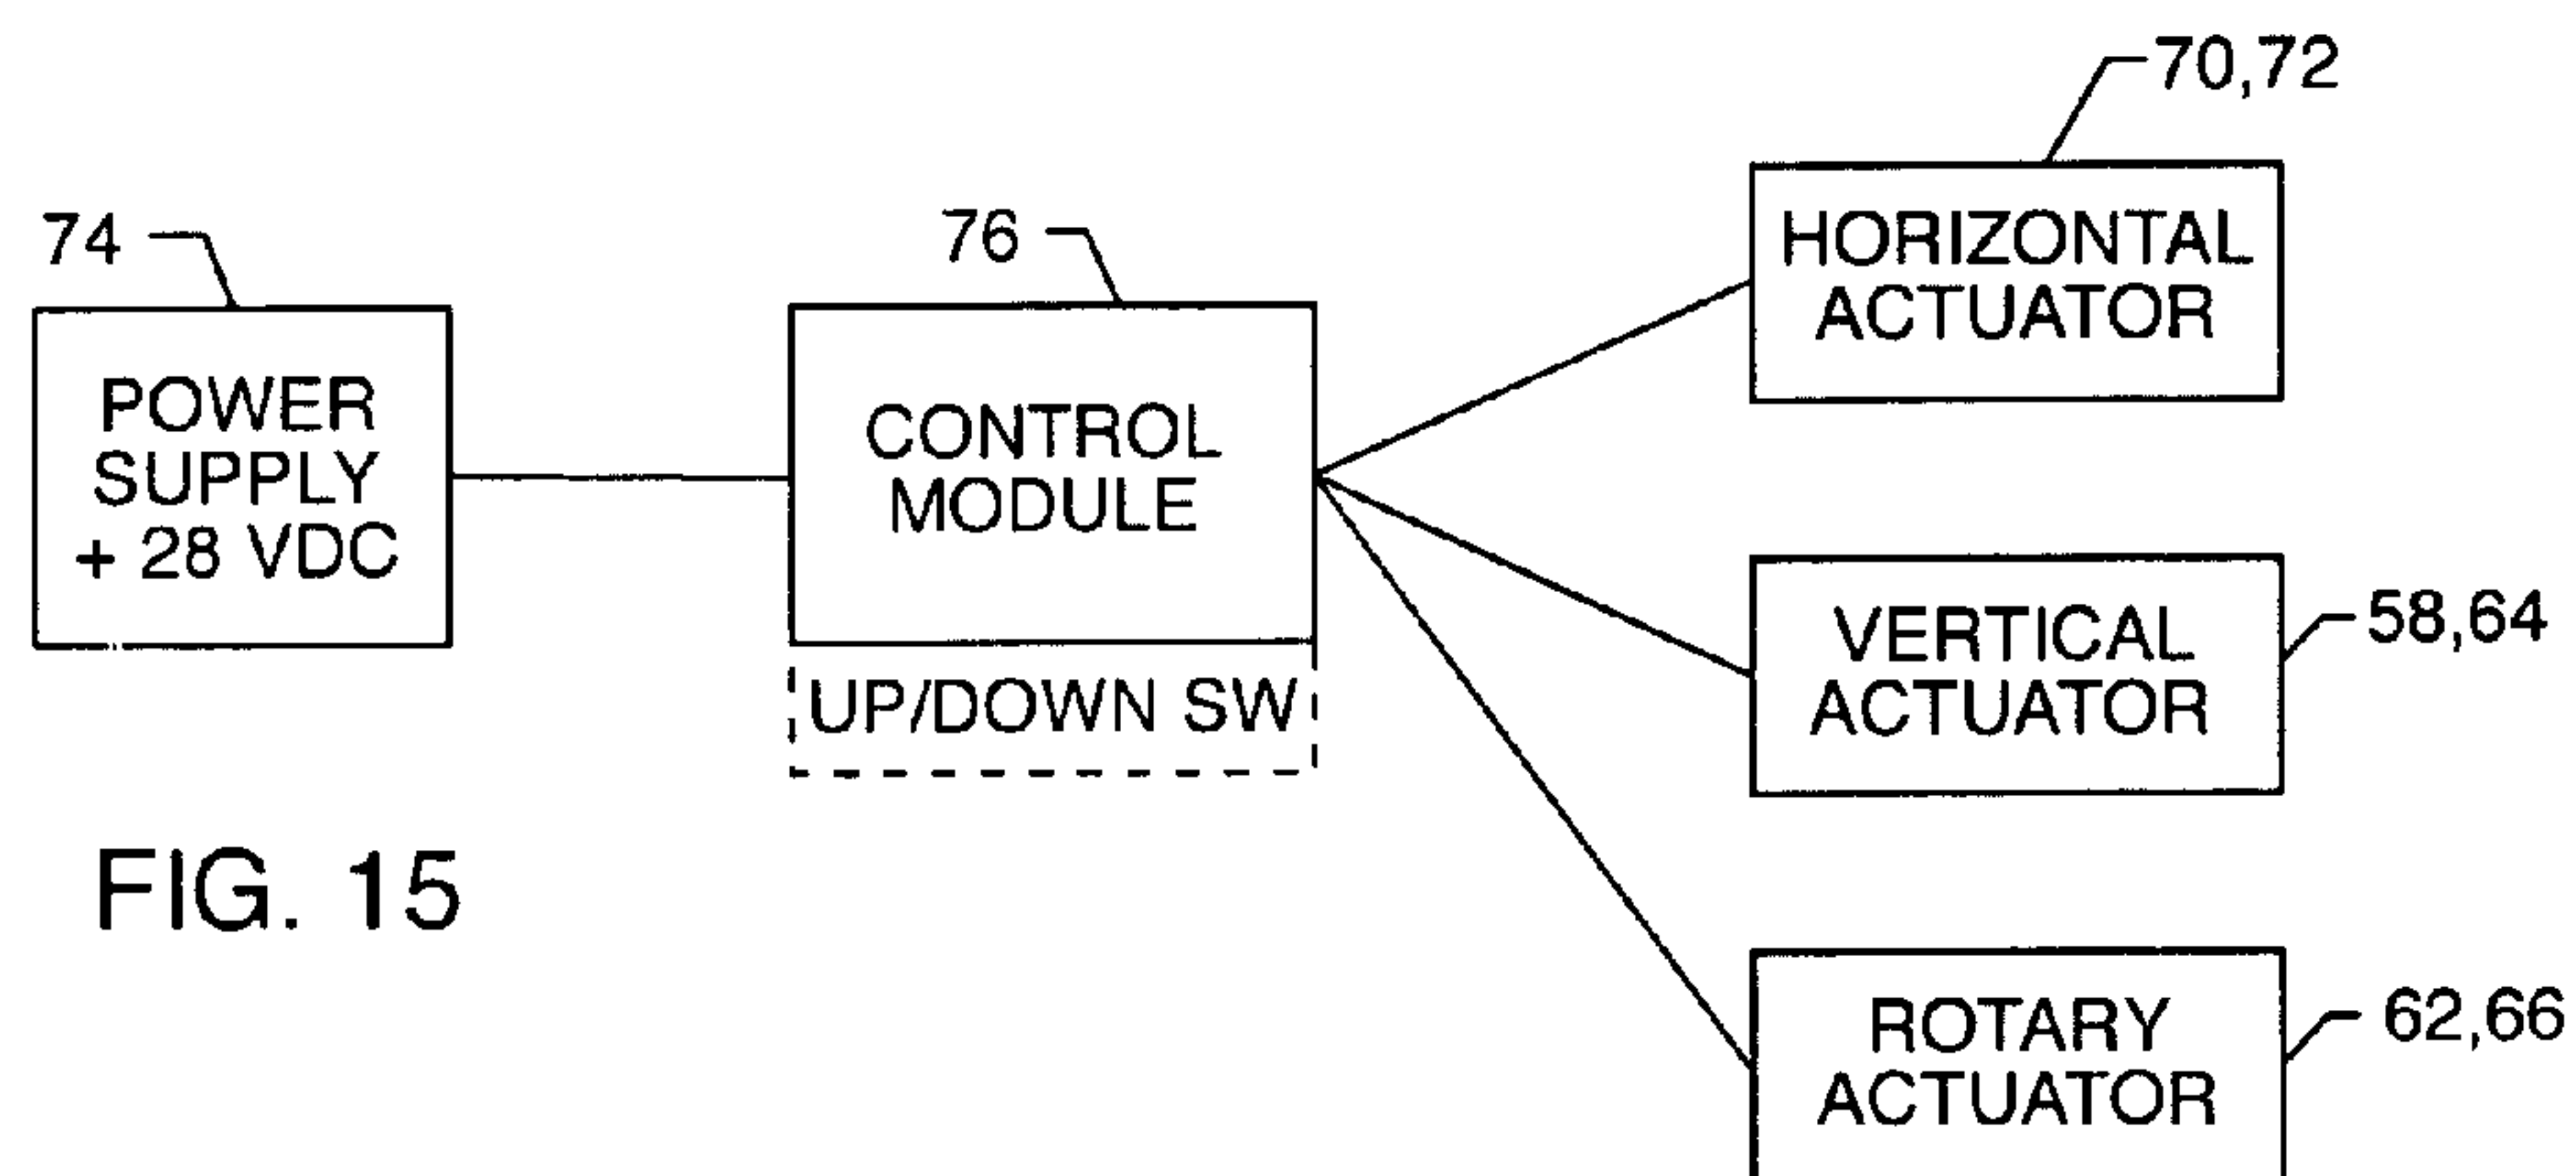 70,72
74
76
HORIZONTAL
ACTUATOR
POWER
SUPPLY
+ 28 VDC
CONTROL
MODULE
UP/DOWN SW
VERTICAL
ACTUATOR
58,64
FIG. 15
ROTARY
ACTUATOR
62,66